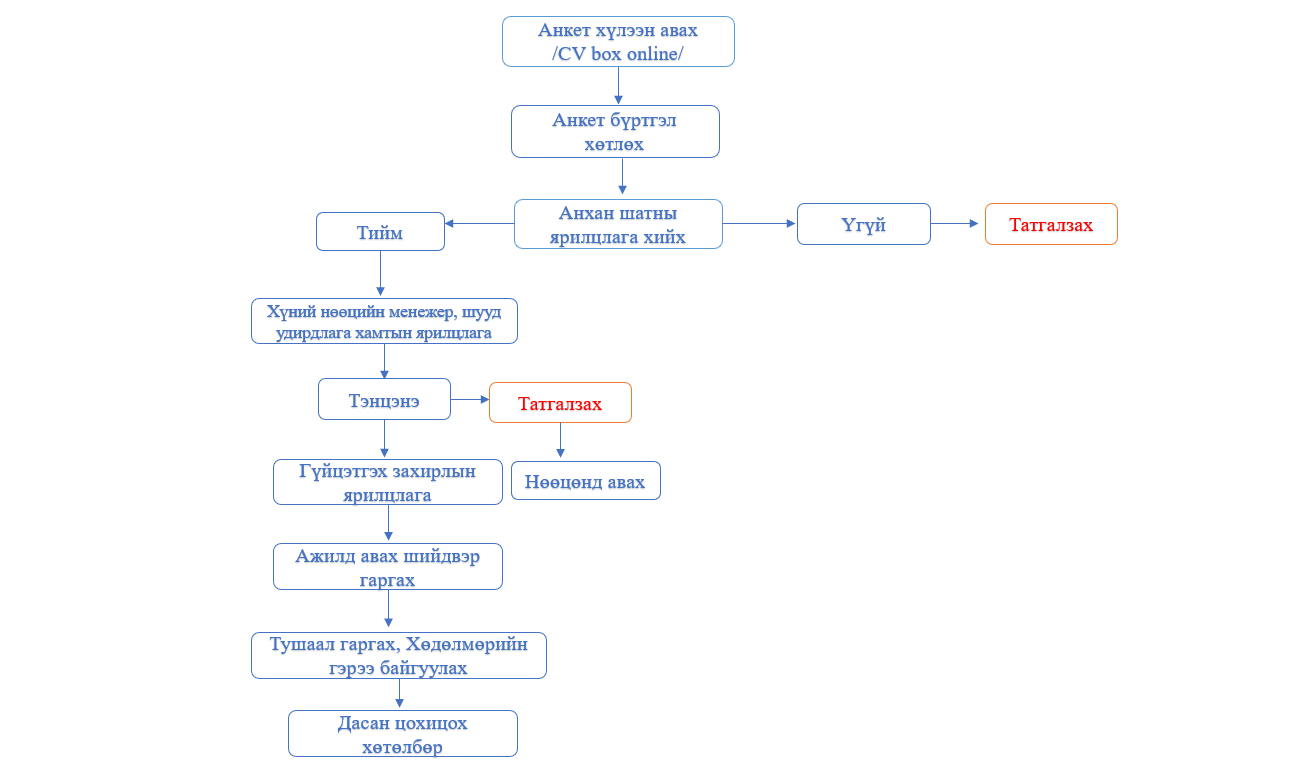 Анкет хүлээн авах
/CV box online/
Анкет бүртгэл
хөтлөх
Анхан шатны
ярилцлага хийх
Тийм
Үгүй
Татгалзах
Хүний нөөцийн менежер, шууд
удирдлага хамтын ярилцлага
Тэнцэнэ
Татгалзах
Гүйцэтгэх захирлын
ярилцлага
Нөөцөнд авах
Ажилд авах шийдвэр
гаргах
Тушаал гаргах, Хөдөлмөрийн
гэрээ байгуулах
Дасан цохицох
хөтөлбөр